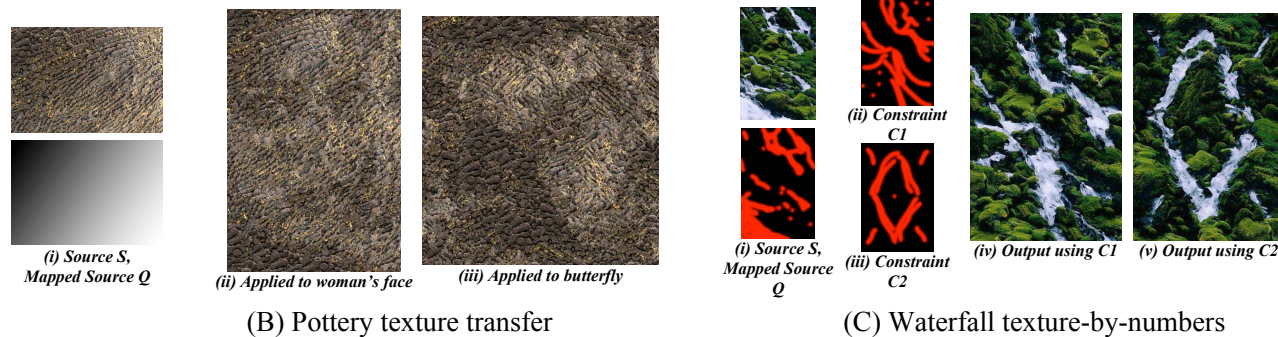 (i) Source S,
Mapped Source Q
(ii) Applied to woman's face
(iii) Applied to butterfly
(B) Pottery texture transfer
(i) Source S,
Mapped Source
Q
(ii) Constraint
C1
(iii) Constraint
C2
(iv) Output using C1
(v) Output using C2
(C) Waterfall texture-by-numbers